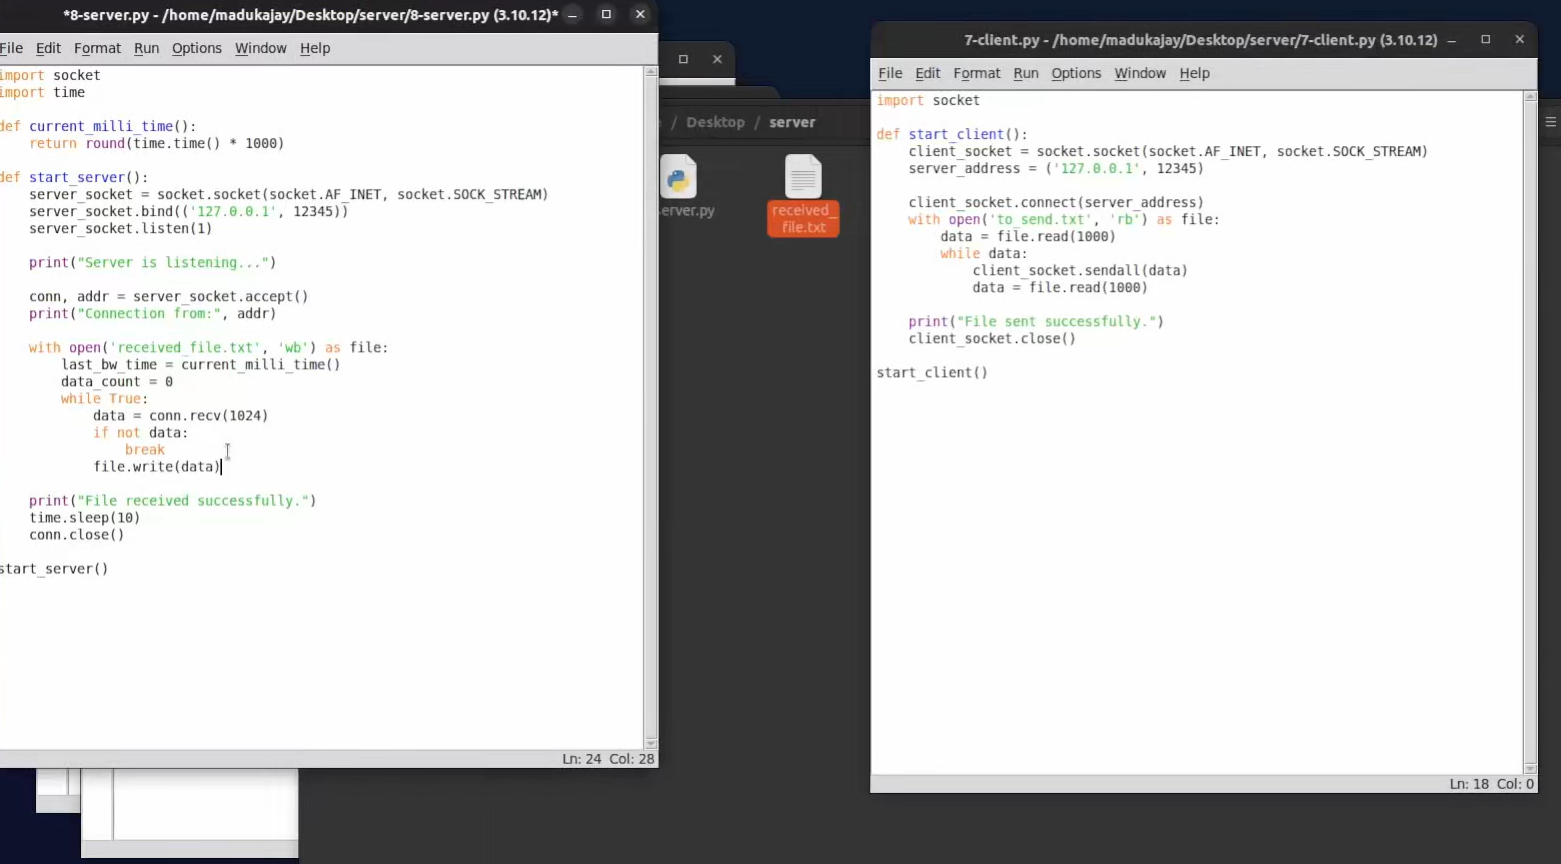 *8-server.py - /home/madukajay/Desktop/server/8-server.py (3.10.12)*
File Edit Format Run Options Window Help
import socket
import time
def current_milli_time():
    return round(time.time() * 1000)
def start_server():
    server_socket = socket.socket(socket.AF_INET, socket.SOCK_STREAM)
    server_socket.bind(('127.0.0.1', 12345))
    server_socket.listen(1)
    print("Server is listening...")
    conn, addr = server_socket.accept()
    print("Connection from:", addr)
    with open('received_file.txt', 'wb') as file:
        last_bw_time = current_milli_time()
        data_count = 0
        while True:
            data = conn.recv(1024)
            if not data:
                break
            file.write(data)
    print("File received successfully.")
    time.sleep(10)
    conn.close()
start_server()
Ln: 24 Col: 28
/ Desktop / server
server.py
received_
file.txt
7-client.py - /home/madukajay/Desktop/server/7-client.py (3.10.12)
File Edit Format Run Options Window Help
import socket
def start_client():
    client_socket = socket.socket(socket.AF_INET, socket.SOCK_STREAM)
    server_address = ('127.0.0.1', 12345)
    client_socket.connect(server_address)
    with open('to_send.txt', 'rb') as file:
        data = file.read(1000)
        while data:
            client_socket.sendall(data)
            data = file.read(1000)
    print("File sent successfully.")
    client_socket.close()
start_client()
Ln: 18 Col: 0